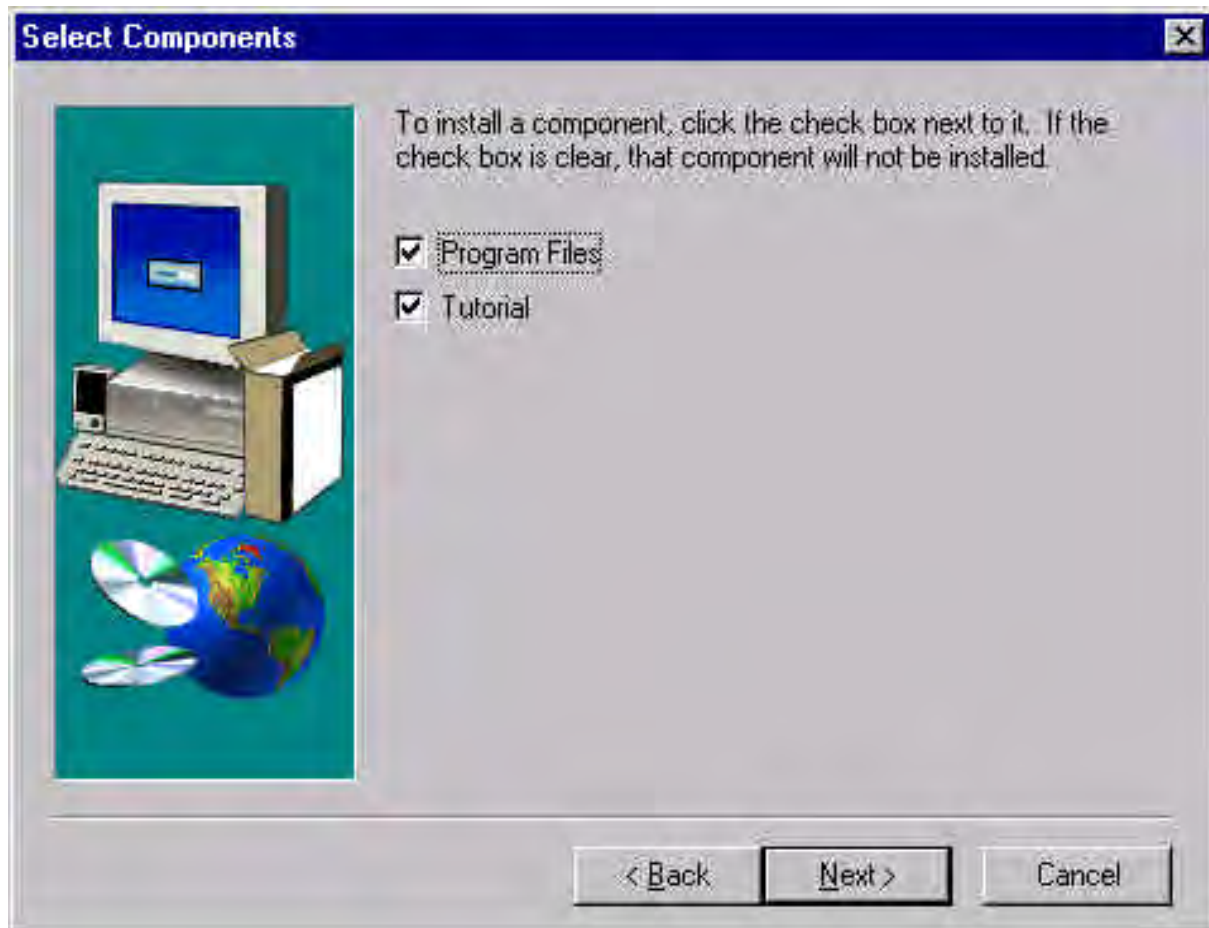 Select Components
To install a component, click the check box next to it. If the
check box is clear, that component will not be installed.
Program Files
Tutorial
< Back
Next >
Cancel